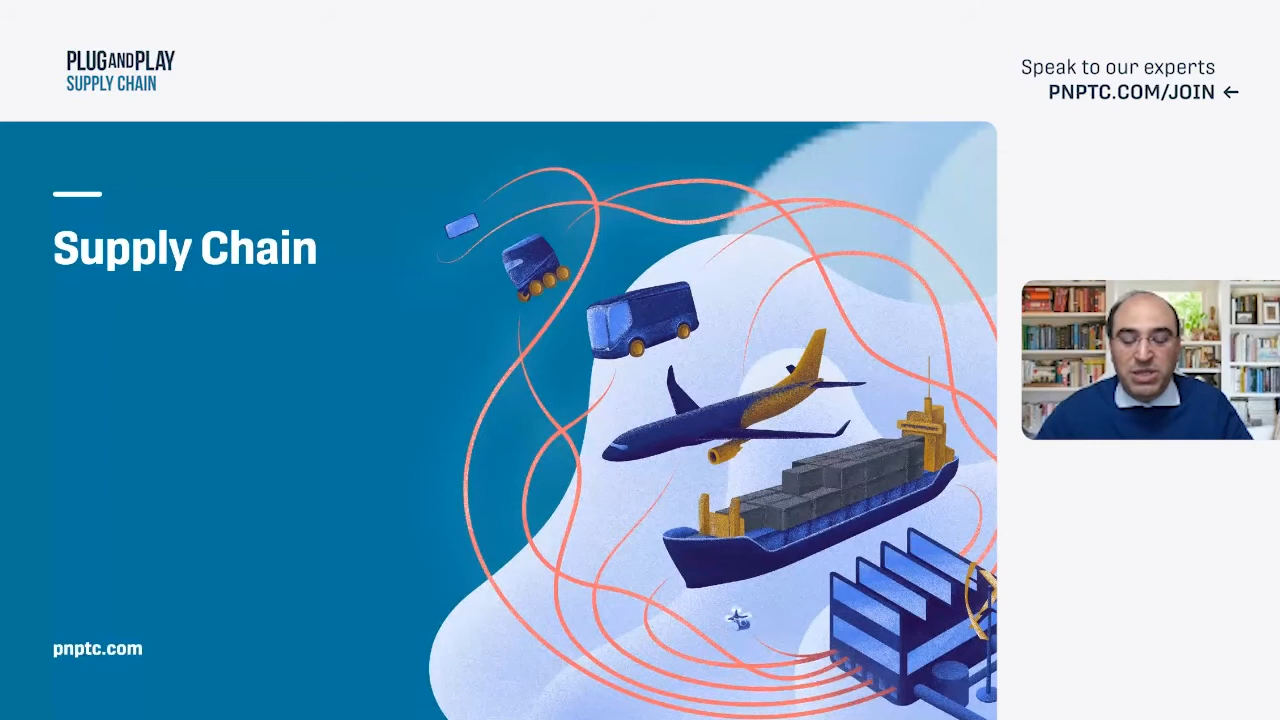 PLUGANDPLAY
SUPPLY CHAIN
Speak to our experts
PNPTC.COM/JOIN ←
Supply Chain
pnptc.com